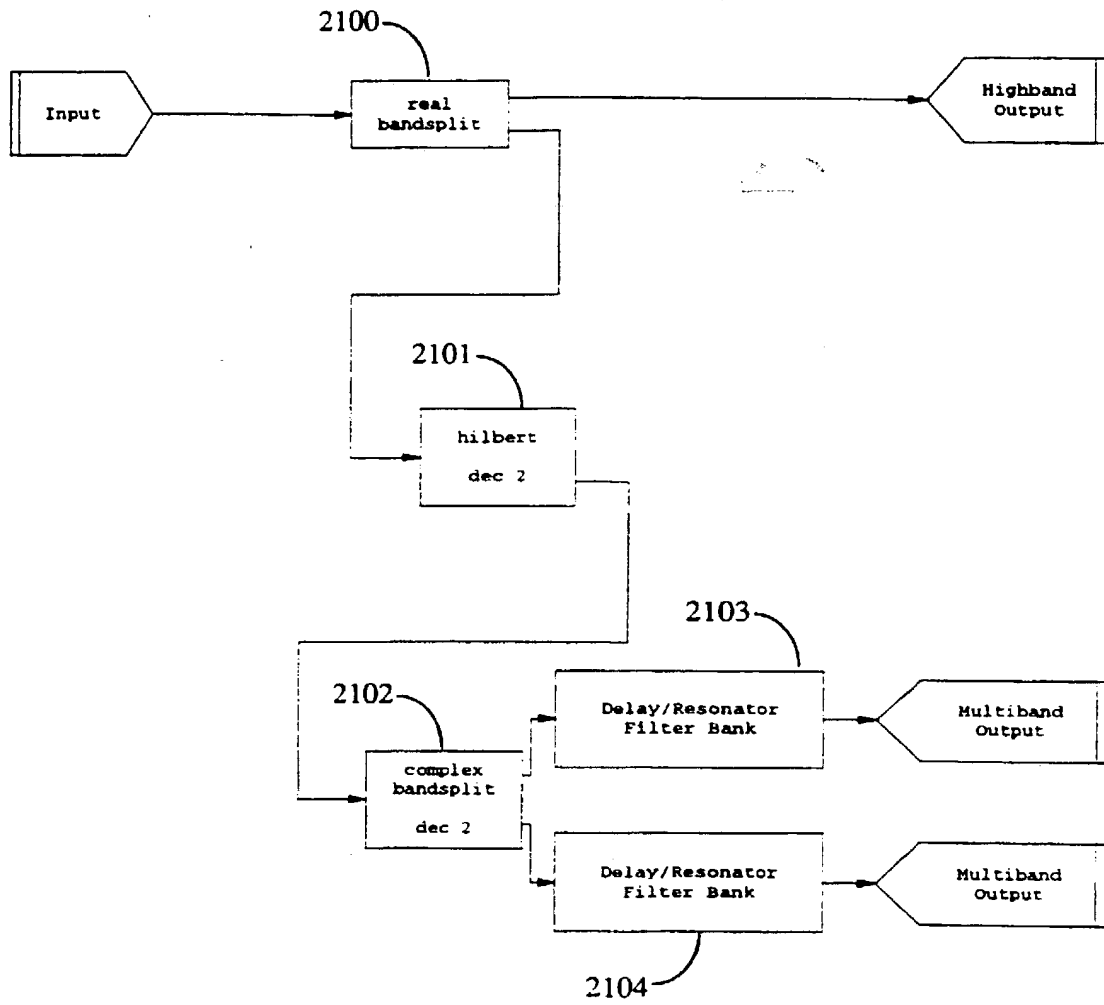 2100
Input
real
bandsplit
Highband
Output
2101
hilbert
dec 2
2103
2102
Delay/Resonator
Filter Bank
Multiband
Output
complex
bandsplit
dec 2
Delay/Resonator
Filter Bank
Multiband
Output
2104